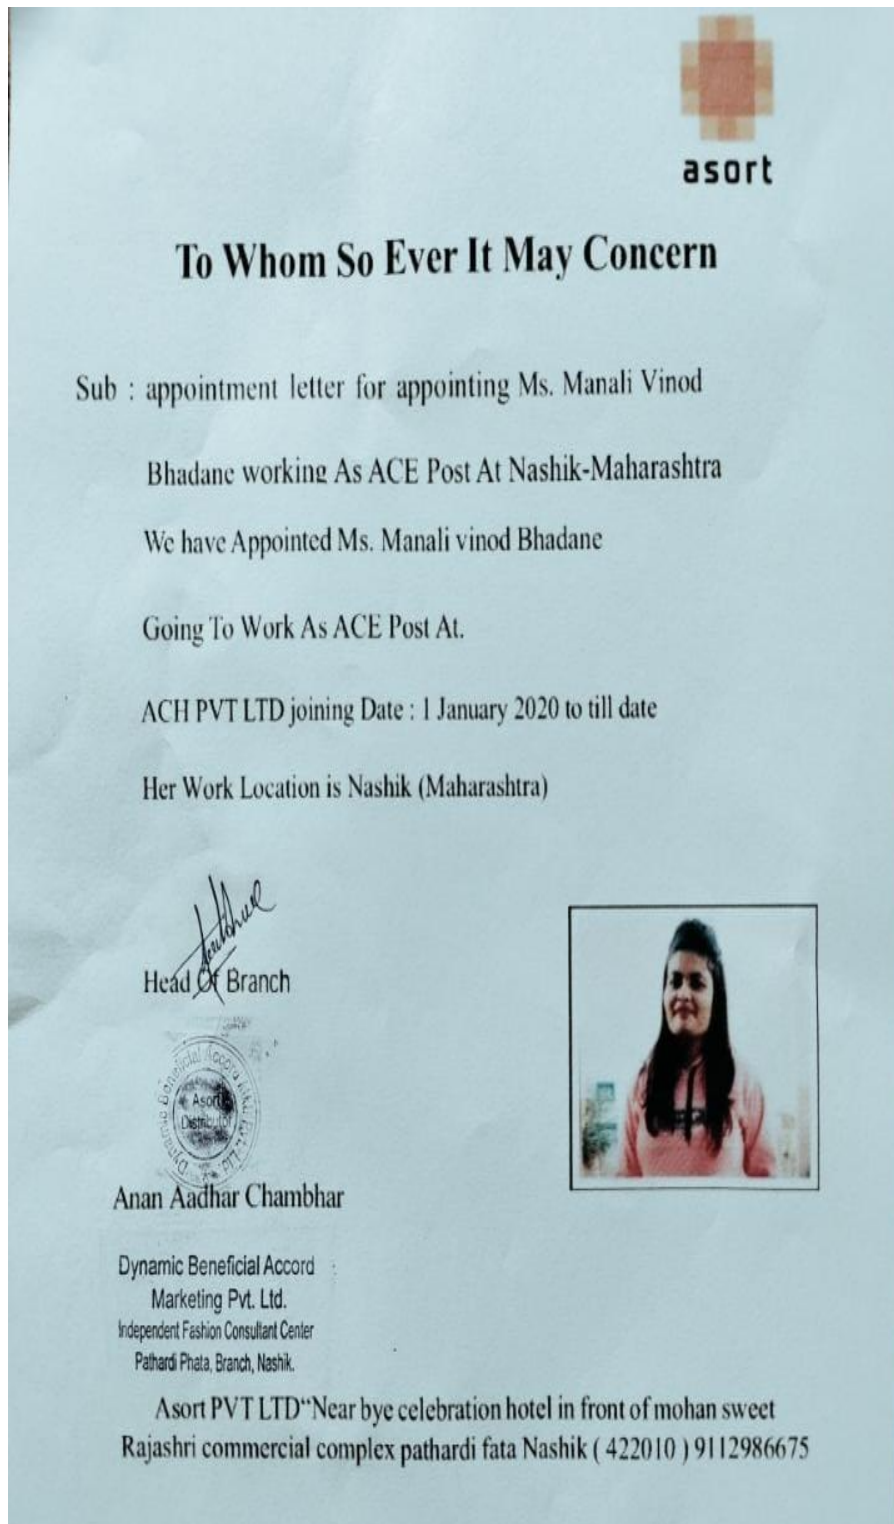 asort
To Whom So Ever It May Concern
Sub : appointment letter for appointing Ms. Manali Vinod
Bhadane working As ACE Post At Nashik-Maharashtra
We have Appointed Ms. Manali vinod Bhadane
Going To Work As ACE Post At.
ACH PVT LTD joining Date : 1 January 2020 to till date
Her Work Location is Nashik (Maharashtra)
Head Of Branch
Dynamic Beneficial Accord
Asort
Distributor
Anan Aadhar Chambhar
Dynamic Beneficial Accord
Marketing Pvt. Ltd.
Independent Fashion Consultant Center
Pathardi Phata, Branch, Nashik.
Asort PVT LTD“Near bye celebration hotel in front of mohan sweet
Rajashri commercial complex pathardi fata Nashik ( 422010 ) 9112986675